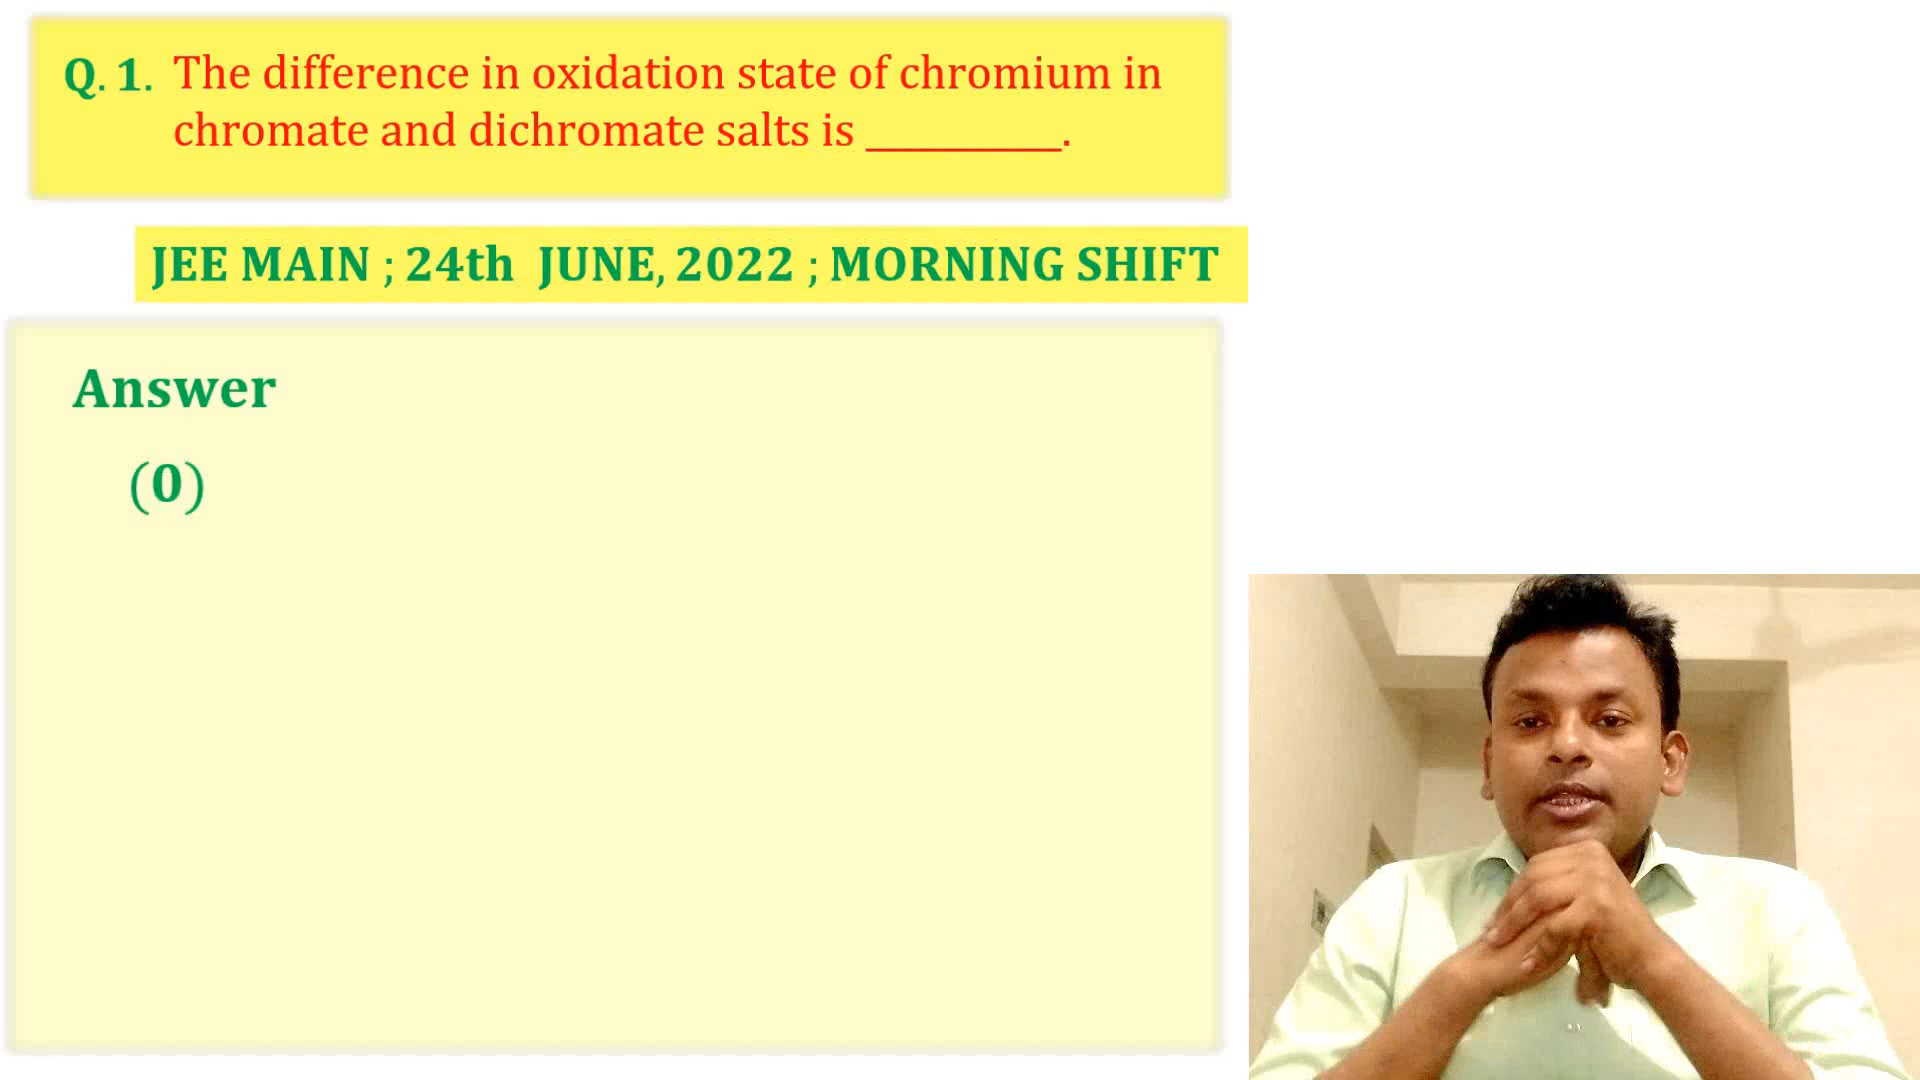 Q. 1. The difference in oxidation state of chromium in
chromate and dichromate salts is __________.
JEE MAIN ; 24th JUNE, 2022 ; MORNING SHIFT
Answer
(0)